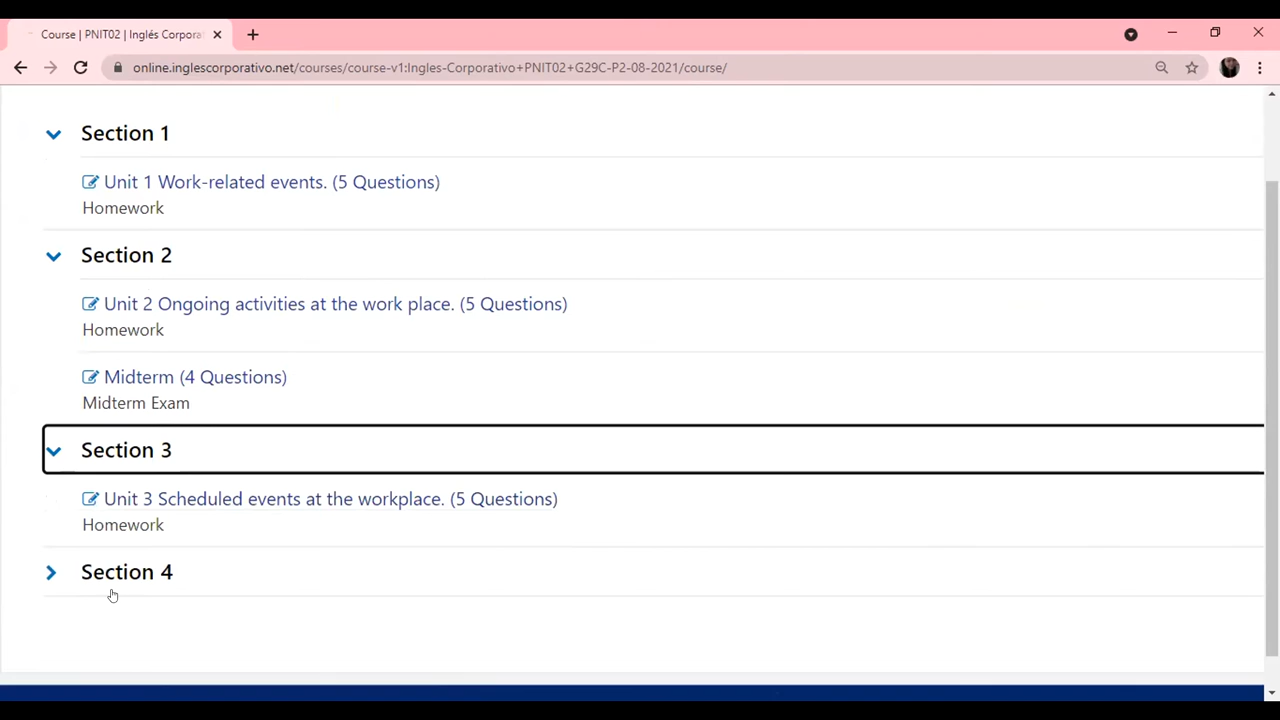 Course | PNIT02 | Inglés Corpora
online.inglescorporativo.net/courses/course-v1:Ingles-Corporativo+PNIT02+G29C-P2-08-2021/course/
Section 1
Unit 1 Work-related events. (5 Questions)
Homework
Section 2
Unit 2 Ongoing activities at the work place. (5 Questions)
Homework
Midterm (4 Questions)
Midterm Exam
Section 3
Unit 3 Scheduled events at the workplace. (5 Questions)
Homework
Section 4